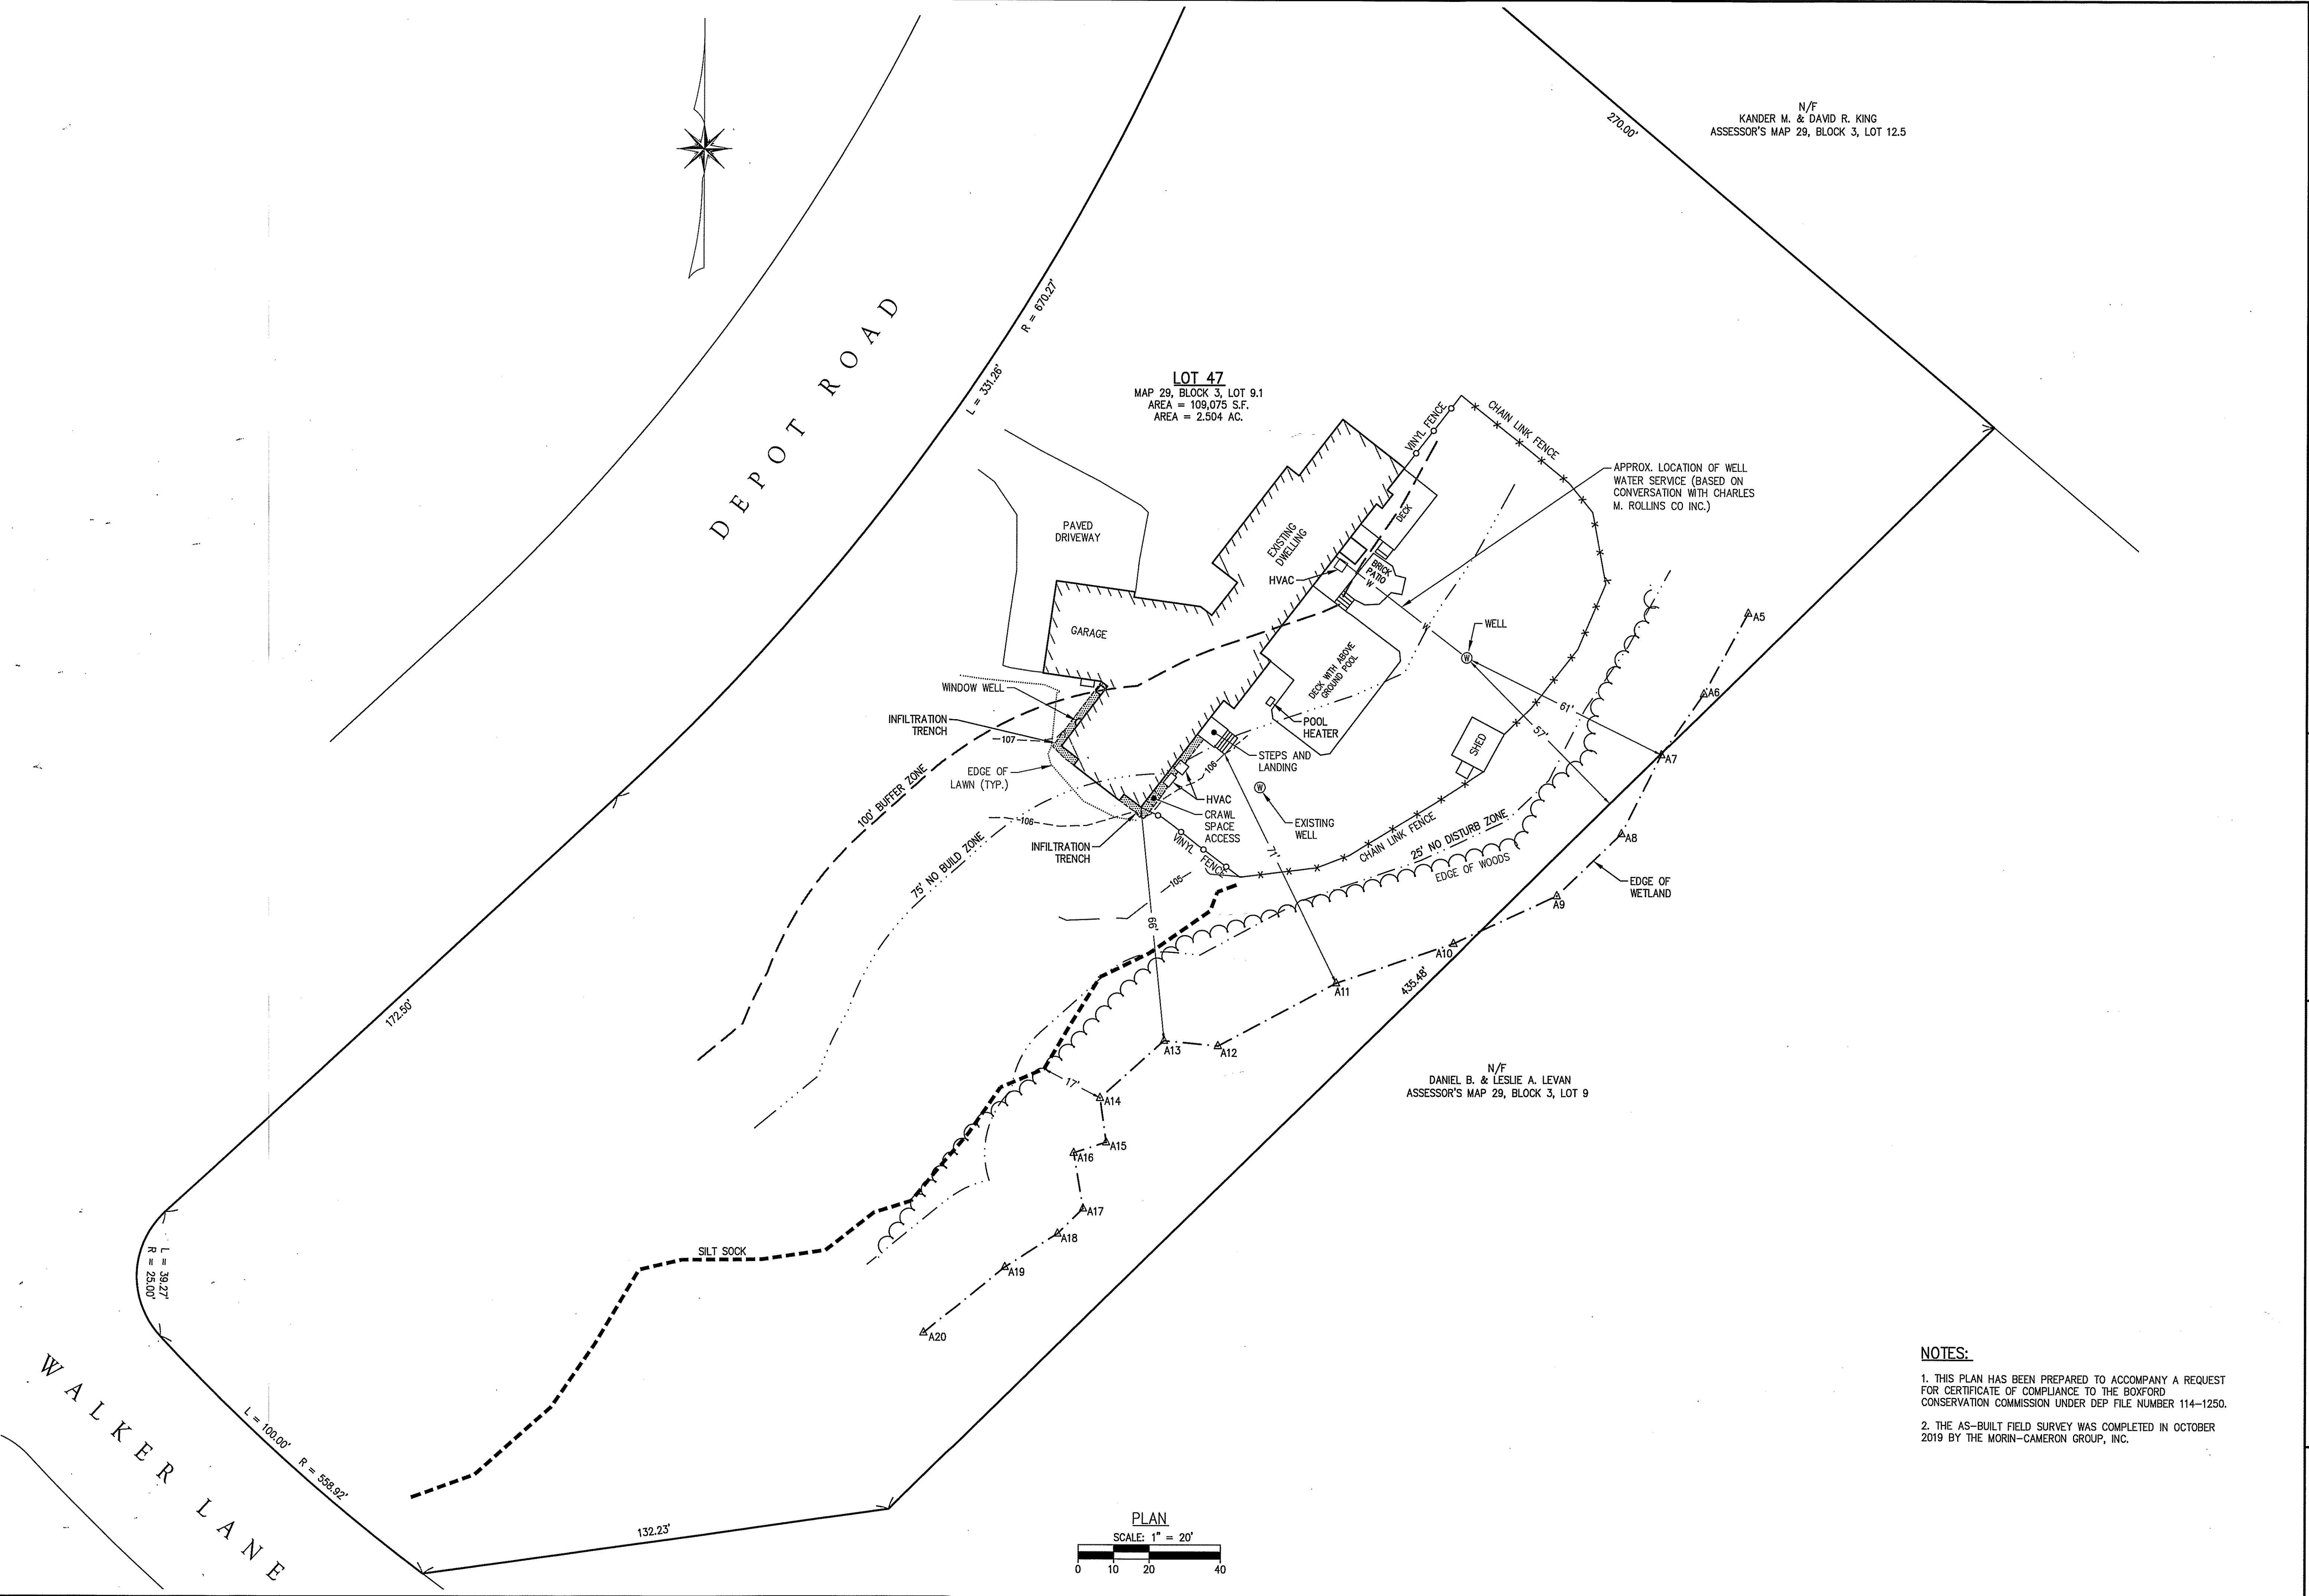 N/F
KANDER M. & DAVID R. KING
ASSESSOR'S MAP 29, BLOCK 3, LOT 12.5
270.00'
DEPOT ROAD
R = 670.27'
L = 331.26'
LOT 47
MAP 29, BLOCK 3, LOT 9.1
AREA = 109,075 S.F.
AREA = 2.504 AC.
VINYL FENCE
CHAIN LINK FENCE
APPROX. LOCATION OF WELL
WATER SERVICE (BASED ON
CONVERSATION WITH CHARLES
M. ROLLINS CO INC.)
PAVED
DRIVEWAY
EXISTING
DWELLING
DECK
BRICK
PATIO
W
HVAC
GARAGE
W
WELL
W
A5
DECK WITH ABOVE
GROUND POOL
WINDOW WELL
A6
INFILTRATION
TRENCH
107
POOL
HEATER
61'
57'
SHED
STEPS AND
LANDING
A7
EDGE OF
LAWN (TYP.)
106
W
HVAC
CRAWL
SPACE
ACCESS
100' BUFFER ZONE
106
EXISTING
WELL
INFILTRATION
TRENCH
VINYL FENCE
71'
CHAIN LINK FENCE
25' NO DISTURB ZONE
EDGE OF WOODS
A8
75' NO BUILD ZONE
105
EDGE OF
WETLAND
A9
66'
A10
435.48'
A11
172.50'
A13
A12
N/F
DANIEL B. & LESLIE A. LEVAN
ASSESSOR'S MAP 29, BLOCK 3, LOT 9
17'
A14
A15
A16
A17
A18
A19
A20
SILT SOCK
L = 39.27'
R = 25.00'
WALKER LANE
L = 100.00'
R = 558.92'
132.23'
NOTES:
1. THIS PLAN HAS BEEN PREPARED TO ACCOMPANY A REQUEST
FOR CERTIFICATE OF COMPLIANCE TO THE BOXFORD
CONSERVATION COMMISSION UNDER DEP FILE NUMBER 114-1250.
2. THE AS-BUILT FIELD SURVEY WAS COMPLETED IN OCTOBER
2019 BY THE MORIN-CAMERON GROUP, INC.
PLAN
SCALE: 1" = 20'
0 10 20 40